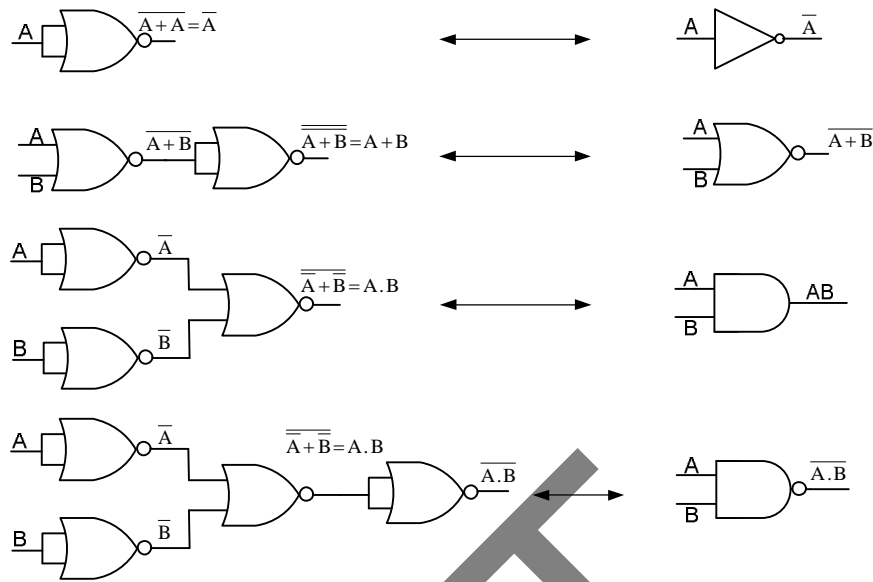 A A̅+̅A̅=A̅ A A̅
A B A̅+̅B̅ A̿+̿B̿=A+B A B A̅+̅B̅
A A̅
B B̅ A̿+̅B̿=A.B A B AB
A A̅
B B̅ A̿+̅B̿=A.B A̅.̅B̅ A B A̅.̅B̅